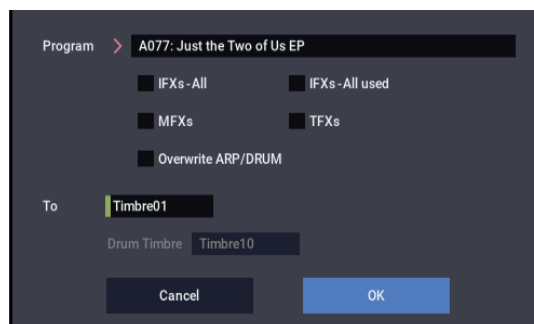 Program A077: Just the Two of Us EP
IFXs-All IFXs-All used
MFXs TFXs
Overwrite ARP/DRUM
To Timbre01
Drum Timbre Timbre10
Cancel OK